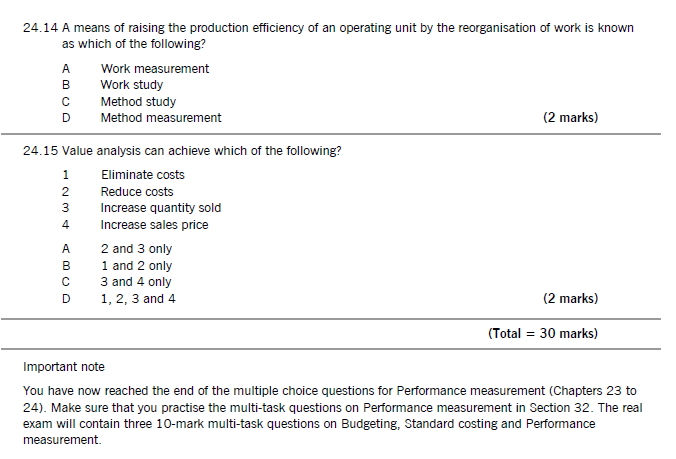 24.14 A means of raising the production efficiency of an operating unit by the reorganisation of work is known
as which of the following?
A Work measurement
B Work study
C Method study
D Method measurement (2 marks)
24.15 Value analysis can achieve which of the following?
1 Eliminate costs
2 Reduce costs
3 Increase quantity sold
4 Increase sales price
A 2 and 3 only
B 1 and 2 only
C 3 and 4 only
D 1, 2, 3 and 4 (2 marks)
(Total = 30 marks)
Important note
You have now reached the end of the multiple choice questions for Performance measurement (Chapters 23 to
24). Make sure that you practise the multi-task questions on Performance measurement in Section 32. The real
exam will contain three 10-mark multi-task questions on Budgeting, Standard costing and Performance
measurement.